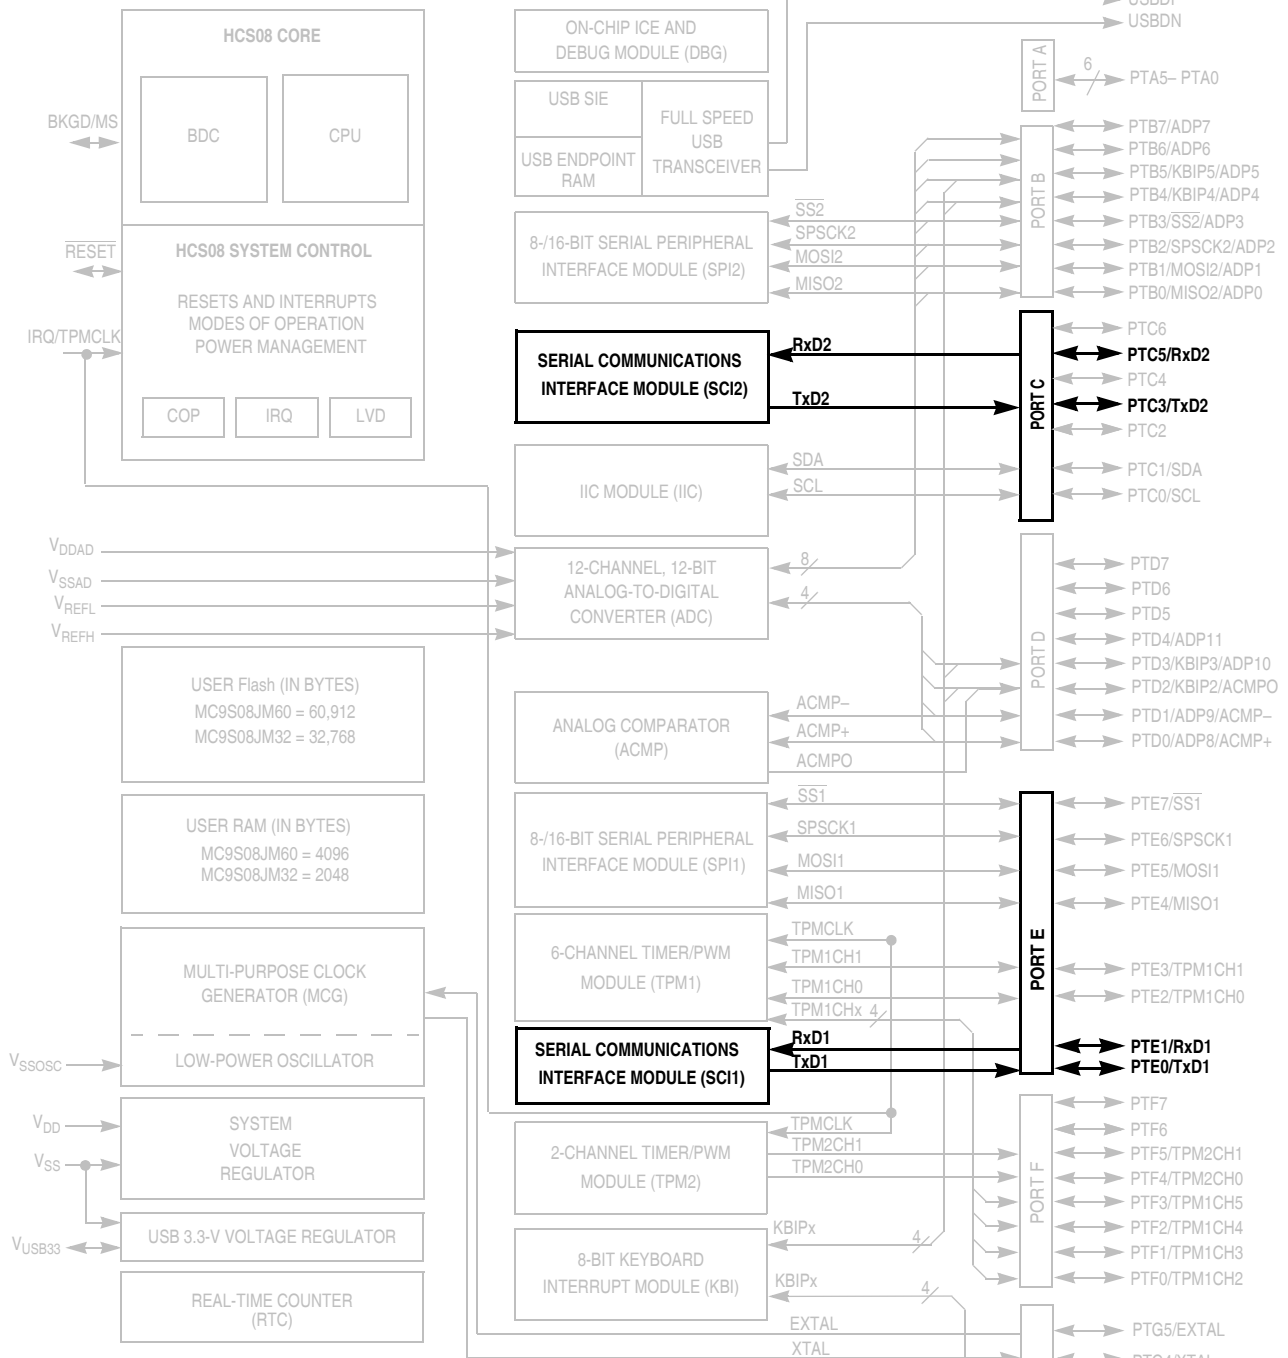 USBDN
HCS08 CORE
BDC
CPU
BKGD/MS
HCS08 SYSTEM CONTROL
RESET
RESETS AND INTERRUPTS
MODES OF OPERATION
POWER MANAGEMENT
IRQ/TPMCLK
COP
IRQ
LVD
VDDAD
VSSAD
VREFL
VREFH
USER Flash (IN BYTES)
MC9S08JM60 = 60,912
MC9S08JM32 = 32,768
USER RAM (IN BYTES)
MC9S08JM60 = 4096
MC9S08JM32 = 2048
MULTI-PURPOSE CLOCK
GENERATOR (MCG)
LOW-POWER OSCILLATOR
VSSOSC
SYSTEM
VOLTAGE
REGULATOR
VDD
VSS
USB 3.3-V VOLTAGE REGULATOR
VUSB33
REAL-TIME COUNTER
(RTC)
ON-CHIP ICE AND
DEBUG MODULE (DBG)
USB SIE
USB ENDPOINT
RAM
FULL SPEED
USB
TRANSCEIVER
8-/16-BIT SERIAL PERIPHERAL
INTERFACE MODULE (SPI2)
SS2
SPSCK2
MOSI2
MISO2
SERIAL COMMUNICATIONS
INTERFACE MODULE (SCI2)
RxD2
TxD2
IIC MODULE (IIC)
SDA
SCL
12-CHANNEL, 12-BIT
ANALOG-TO-DIGITAL
CONVERTER (ADC)
8
4
ANALOG COMPARATOR
(ACMP)
ACMP–
ACMP+
ACMPO
8-/16-BIT SERIAL PERIPHERAL
INTERFACE MODULE (SPI1)
SS1
SPSCK1
MOSI1
MISO1
6-CHANNEL TIMER/PWM
MODULE (TPM1)
TPMCLK
TPM1CH1
TPM1CH0
TPM1CHx 4
SERIAL COMMUNICATIONS
INTERFACE MODULE (SCI1)
RxD1
TxD1
2-CHANNEL TIMER/PWM
MODULE (TPM2)
TPMCLK
TPM2CH1
TPM2CH0
8-BIT KEYBOARD
INTERRUPT MODULE (KBI)
KBIPx
4
KBIPx
4
EXTAL
XTAL
PORT A
6
PTA5– PTA0
PORT B
PTB7/ADP7
PTB6/ADP6
PTB5/KBIP5/ADP5
PTB4/KBIP4/ADP4
PTB3/SS2/ADP3
PTB2/SPSCK2/ADP2
PTB1/MOSI2/ADP1
PTB0/MISO2/ADP0
PORT C
PTC6
PTC5/RxD2
PTC4
PTC3/TxD2
PTC2
PTC1/SDA
PTC0/SCL
PORT D
PTD7
PTD6
PTD5
PTD4/ADP11
PTD3/KBIP3/ADP10
PTD2/KBIP2/ACMPO
PTD1/ADP9/ACMP–
PTD0/ADP8/ACMP+
PORT E
PTE7/SS1
PTE6/SPSCK1
PTE5/MOSI1
PTE4/MISO1
PTE3/TPM1CH1
PTE2/TPM1CH0
PTE1/RxD1
PTE0/TxD1
PORT F
PTF7
PTF6
PTF5/TPM2CH1
PTF4/TPM2CH0
PTF3/TPM1CH5
PTF2/TPM1CH4
PTF1/TPM1CH3
PTF0/TPM1CH2
PTG5/EXTAL